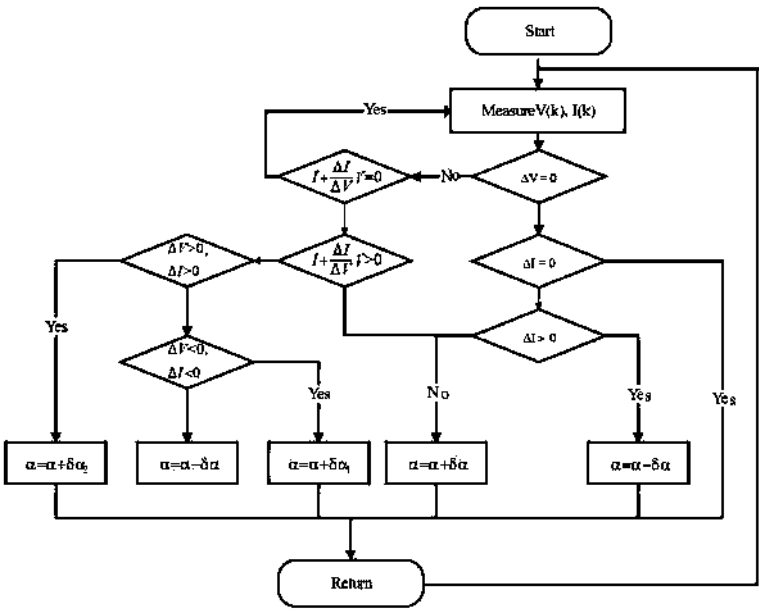 Start
Yes
MeasureV(k), I(k)
I + ΔI/ΔV V=0
No
ΔV = 0
ΔV>0,
ΔI>0
I + ΔI/ΔV V>0
ΔI = 0
Yes
ΔV<0,
ΔI<0
ΔI > 0
Yes
No
Yes
Yes
α=α+δα₂
α=α−δα
α=α+δα₁
α=α+δα
α=α−δα
Return